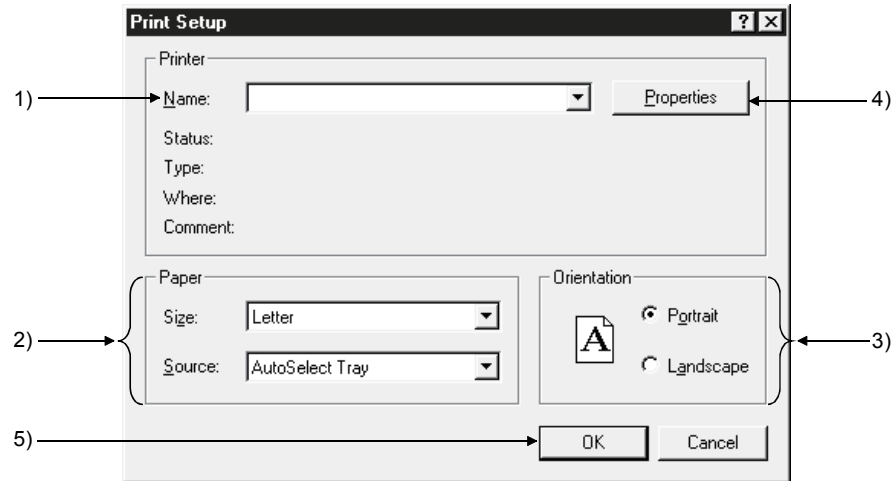 Print Setup
Printer
1)
Name:
Properties
4)
Status:
Type:
Where:
Comment:
Paper
Orientation
Size:
Letter
Portrait
2)
A
3)
Source:
AutoSelect Tray
Landscape
5)
OK
Cancel